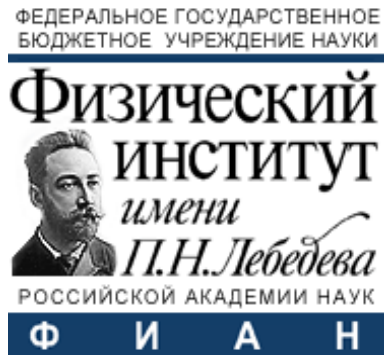 ФЕДЕРАЛЬНОЕ ГОСУДАРСТВЕННОЕ
БЮДЖЕТНОЕ УЧРЕЖДЕНИЕ НАУКИ
Физический
институт
имени
П.Н.Лебедева
РОССИЙСКОЙ АКАДЕМИИ НАУК
Ф И А Н